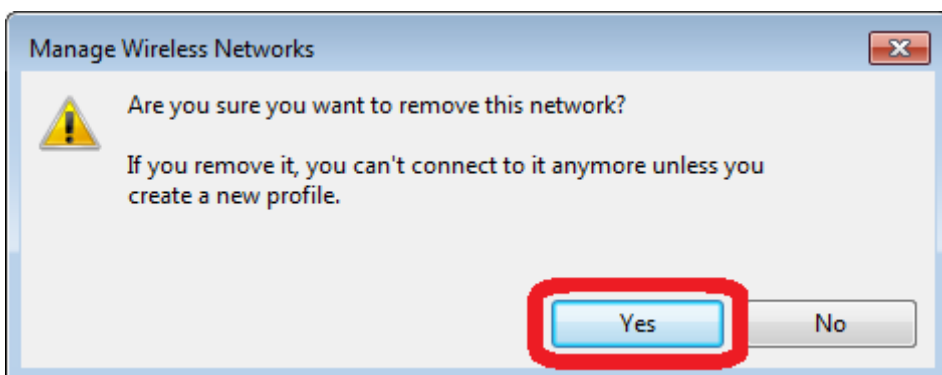 Manage Wireless Networks
Are you sure you want to remove this network?
If you remove it, you can't connect to it anymore unless you
create a new profile.
Yes No